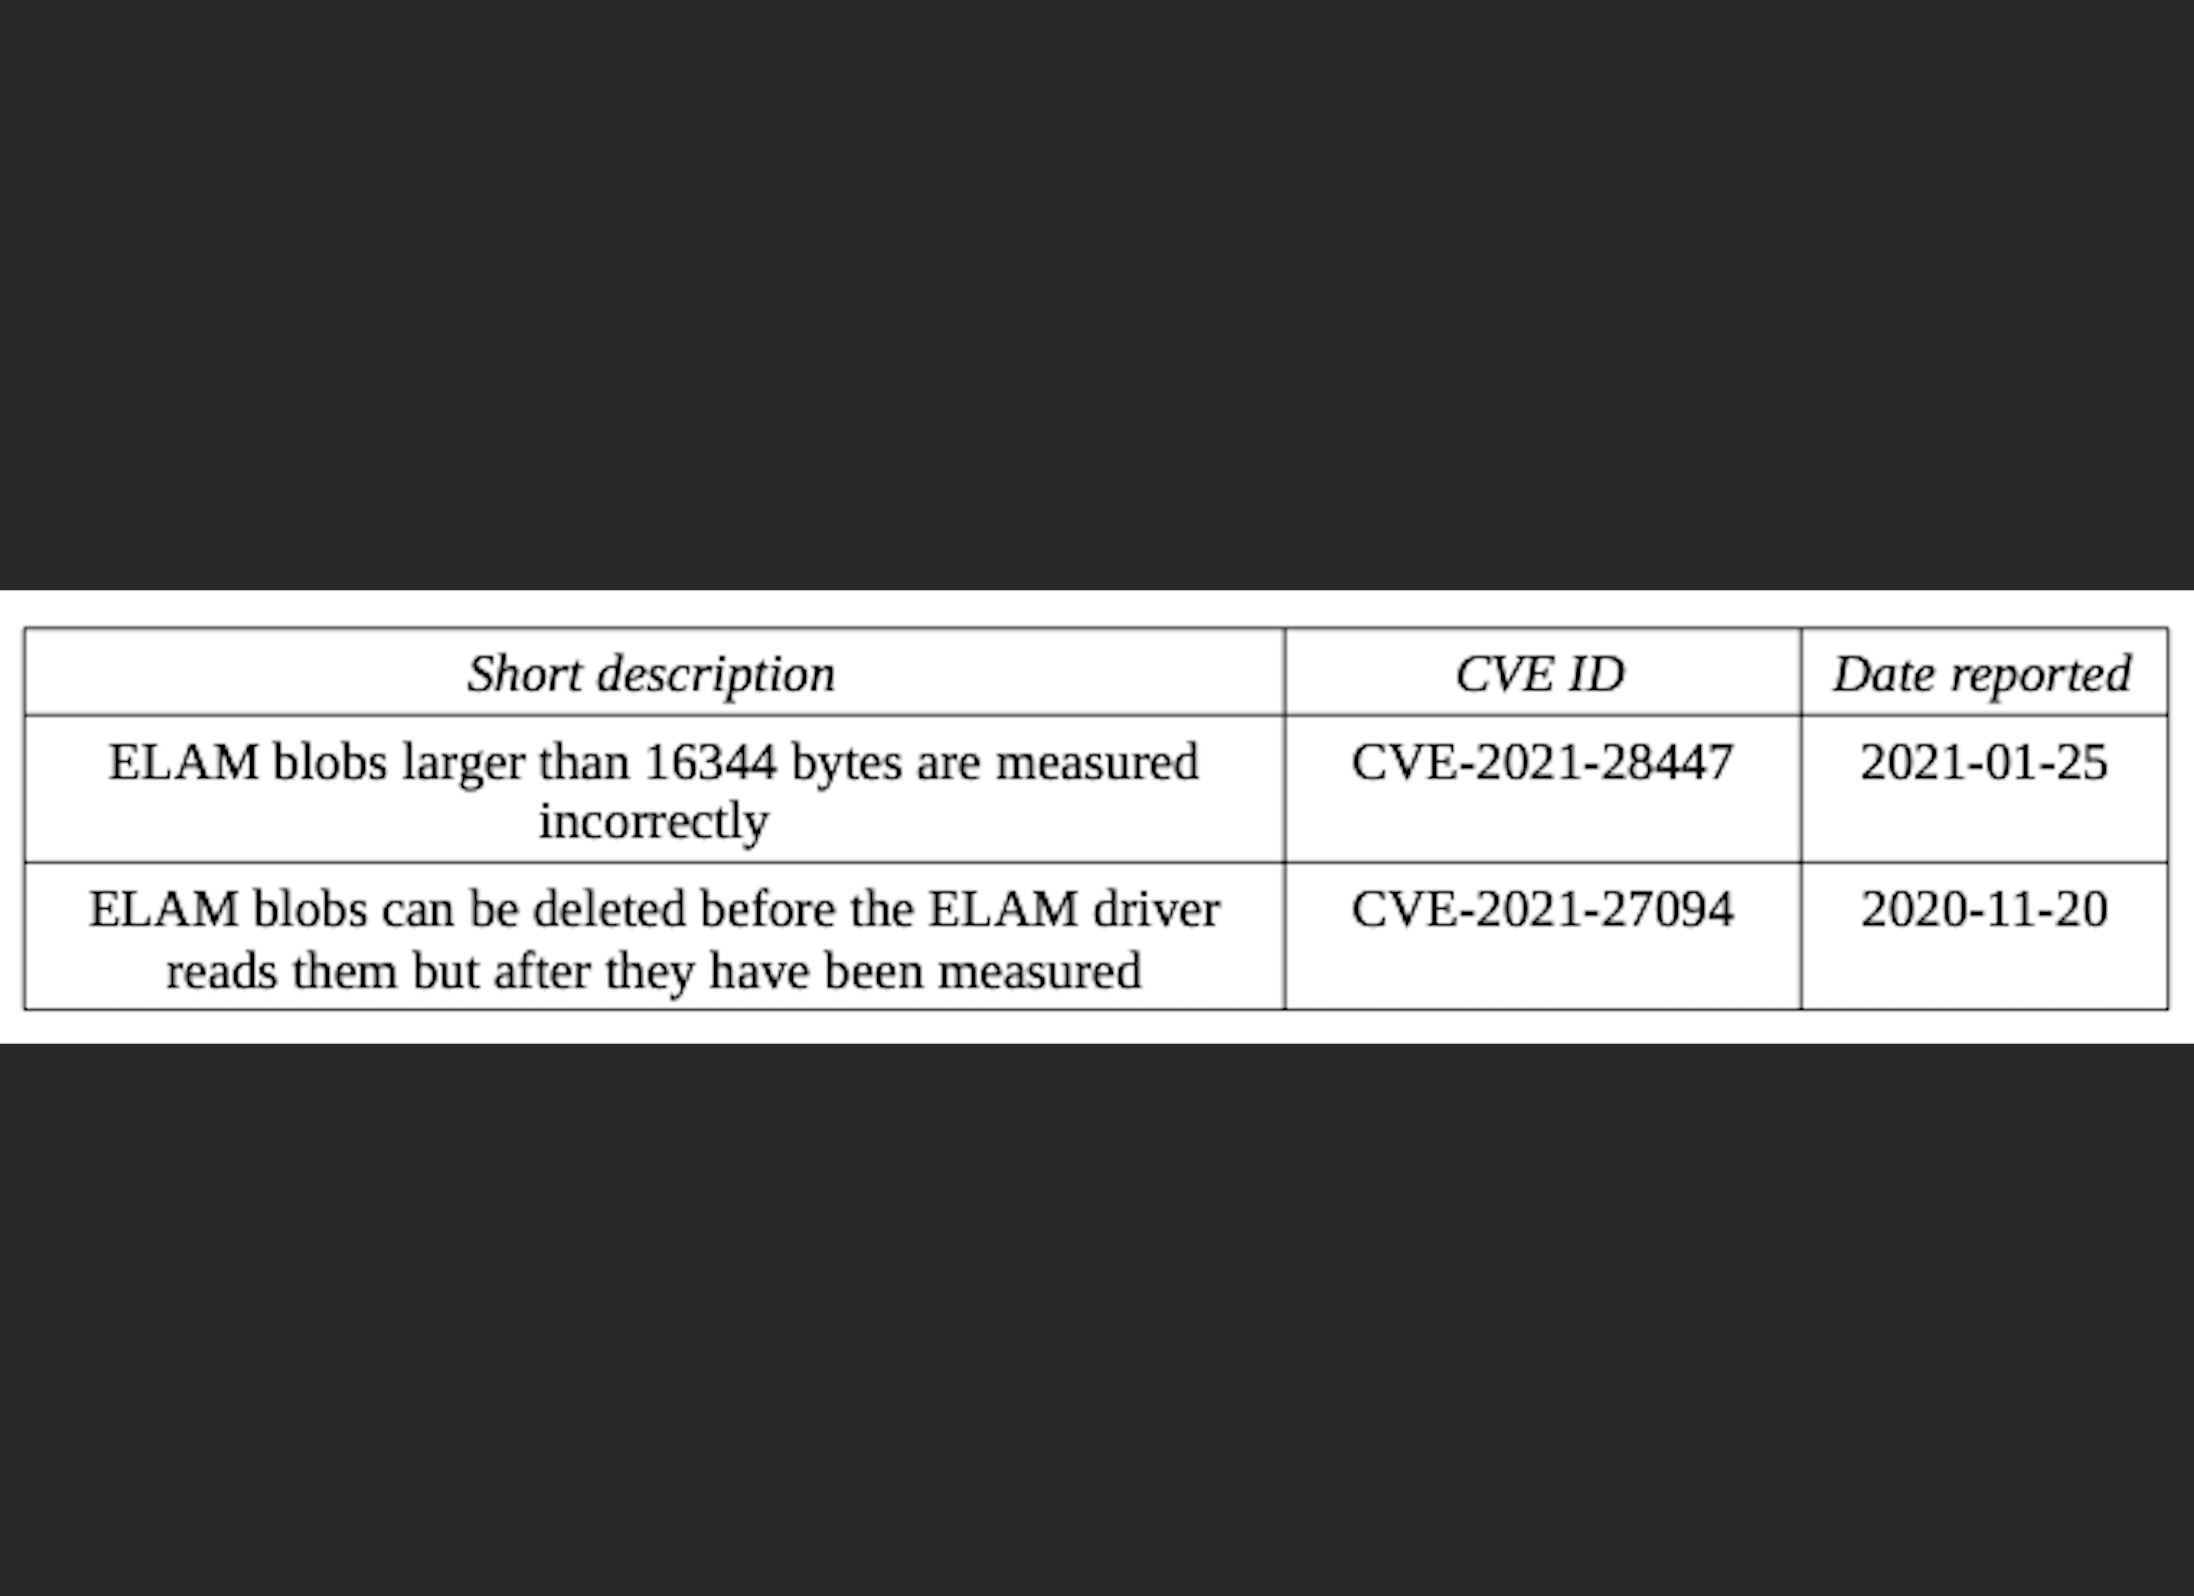 Short description CVE ID Date reported
ELAM blobs larger than 16344 bytes are measured CVE-2021-28447 2021-01-25
incorrectly
ELAM blobs can be deleted before the ELAM driver CVE-2021-27094 2020-11-20
reads them but after they have been measured